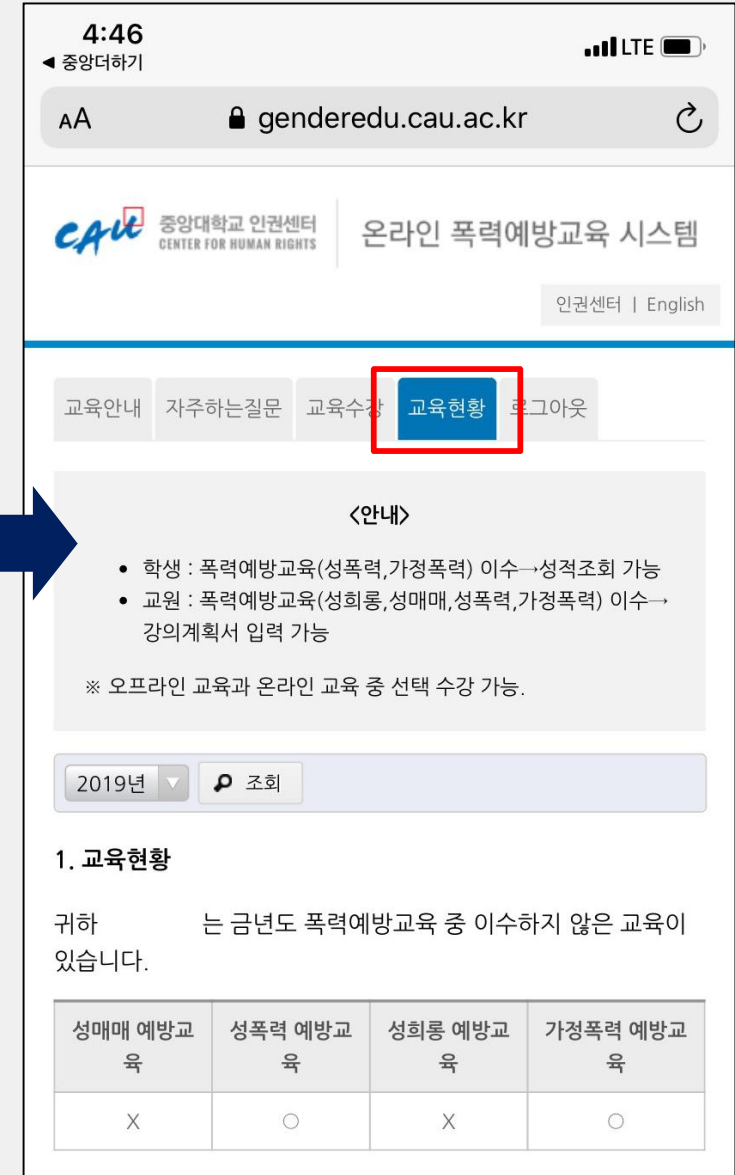 4:46
◀ 중앙더하기
LTE
AA genderedu.cau.ac.kr
CAU 중앙대학교 인권센터
CENTER FOR HUMAN RIGHTS
온라인 폭력예방교육 시스템
인권센터 | English
교육안내 자주하는질문 교육수강 교육현황 로그아웃
<안내>
• 학생 : 폭력예방교육(성폭력,가정폭력) 이수→성적조회 가능
• 교원 : 폭력예방교육(성희롱,성매매,성폭력,가정폭력) 이수→
강의계획서 입력 가능
※ 오프라인 교육과 온라인 교육 중 선택 수강 가능.
2019년 조회
1. 교육현황
귀하 는 금년도 폭력예방교육 중 이수하지 않은 교육이
있습니다.
성매매 예방교 성폭력 예방교 성희롱 예방교 가정폭력 예방교
육 육 육 육
X ○ X ○